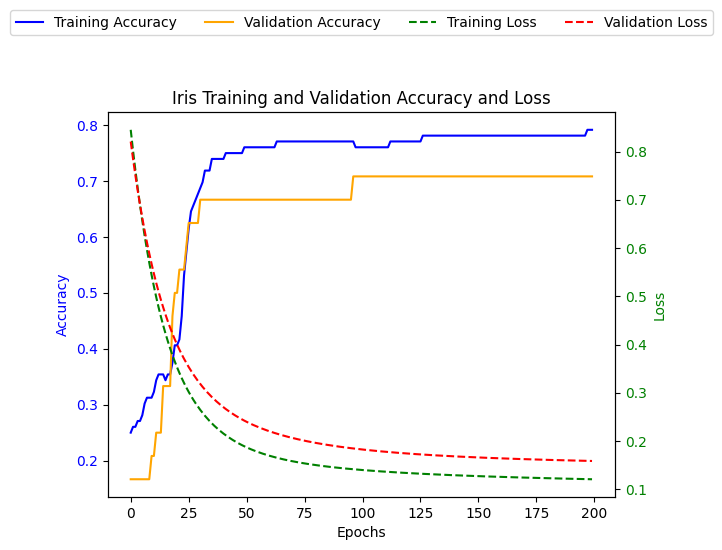 Training Accuracy Validation Accuracy Training Loss Validation Loss
Iris Training and Validation Accuracy and Loss
0.8
0.7
0.6
0.5
0.4
0.3
0.2
Accuracy
0.8
0.7
0.6
0.5
0.4
0.3
0.2
0.1
Loss
0 25 50 75 100 125 150 175 200
Epochs